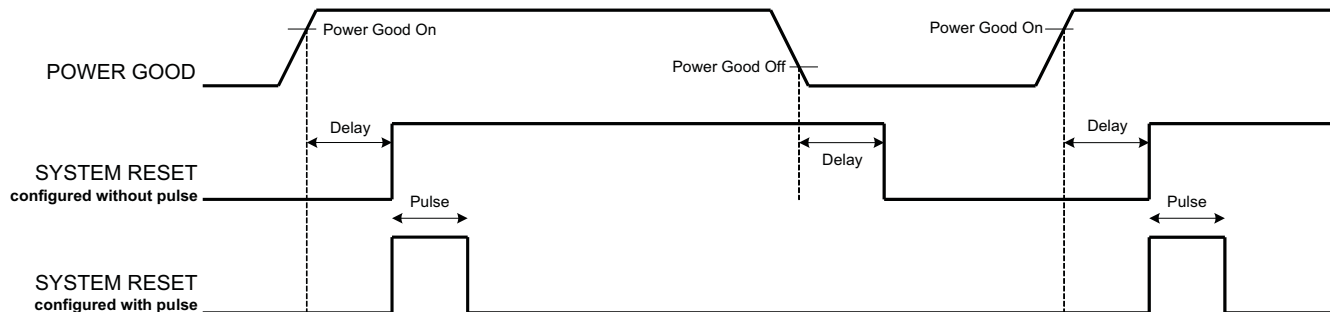 Power Good On
Power Good On
POWER GOOD
Power Good Off
Delay
Delay
Delay
SYSTEM RESET
configured without pulse
Pulse
Pulse
SYSTEM RESET
configured with pulse